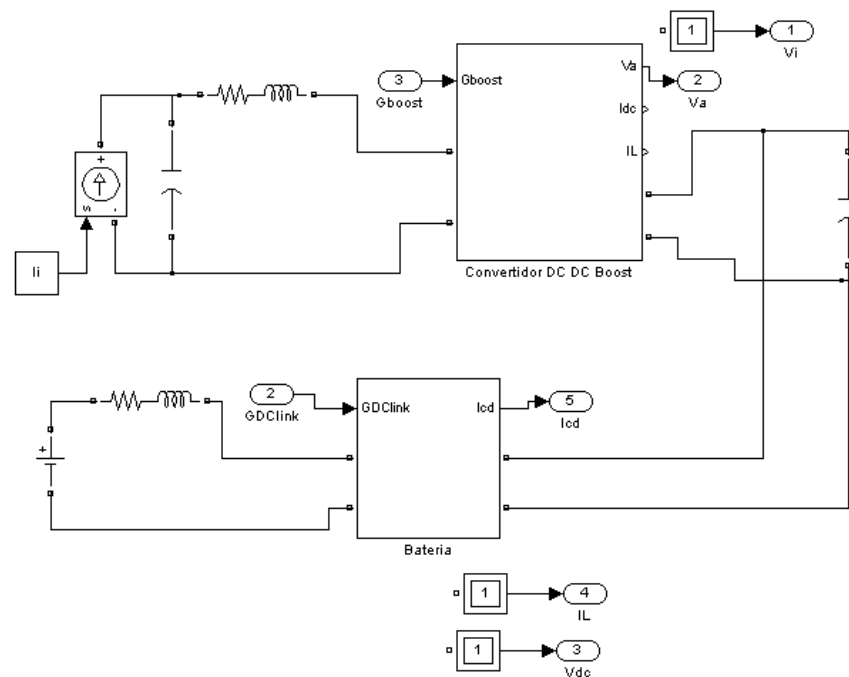 1
1
Vi
3
Gboost
Gboost
Va
2
Va
Idc
IL
+
s
-
Ii
Convertidor DC DC Boost
2
GDClink
GDClink
Icd
5
Icd
+
Bateria
1
4
IL
1
3
Vdc